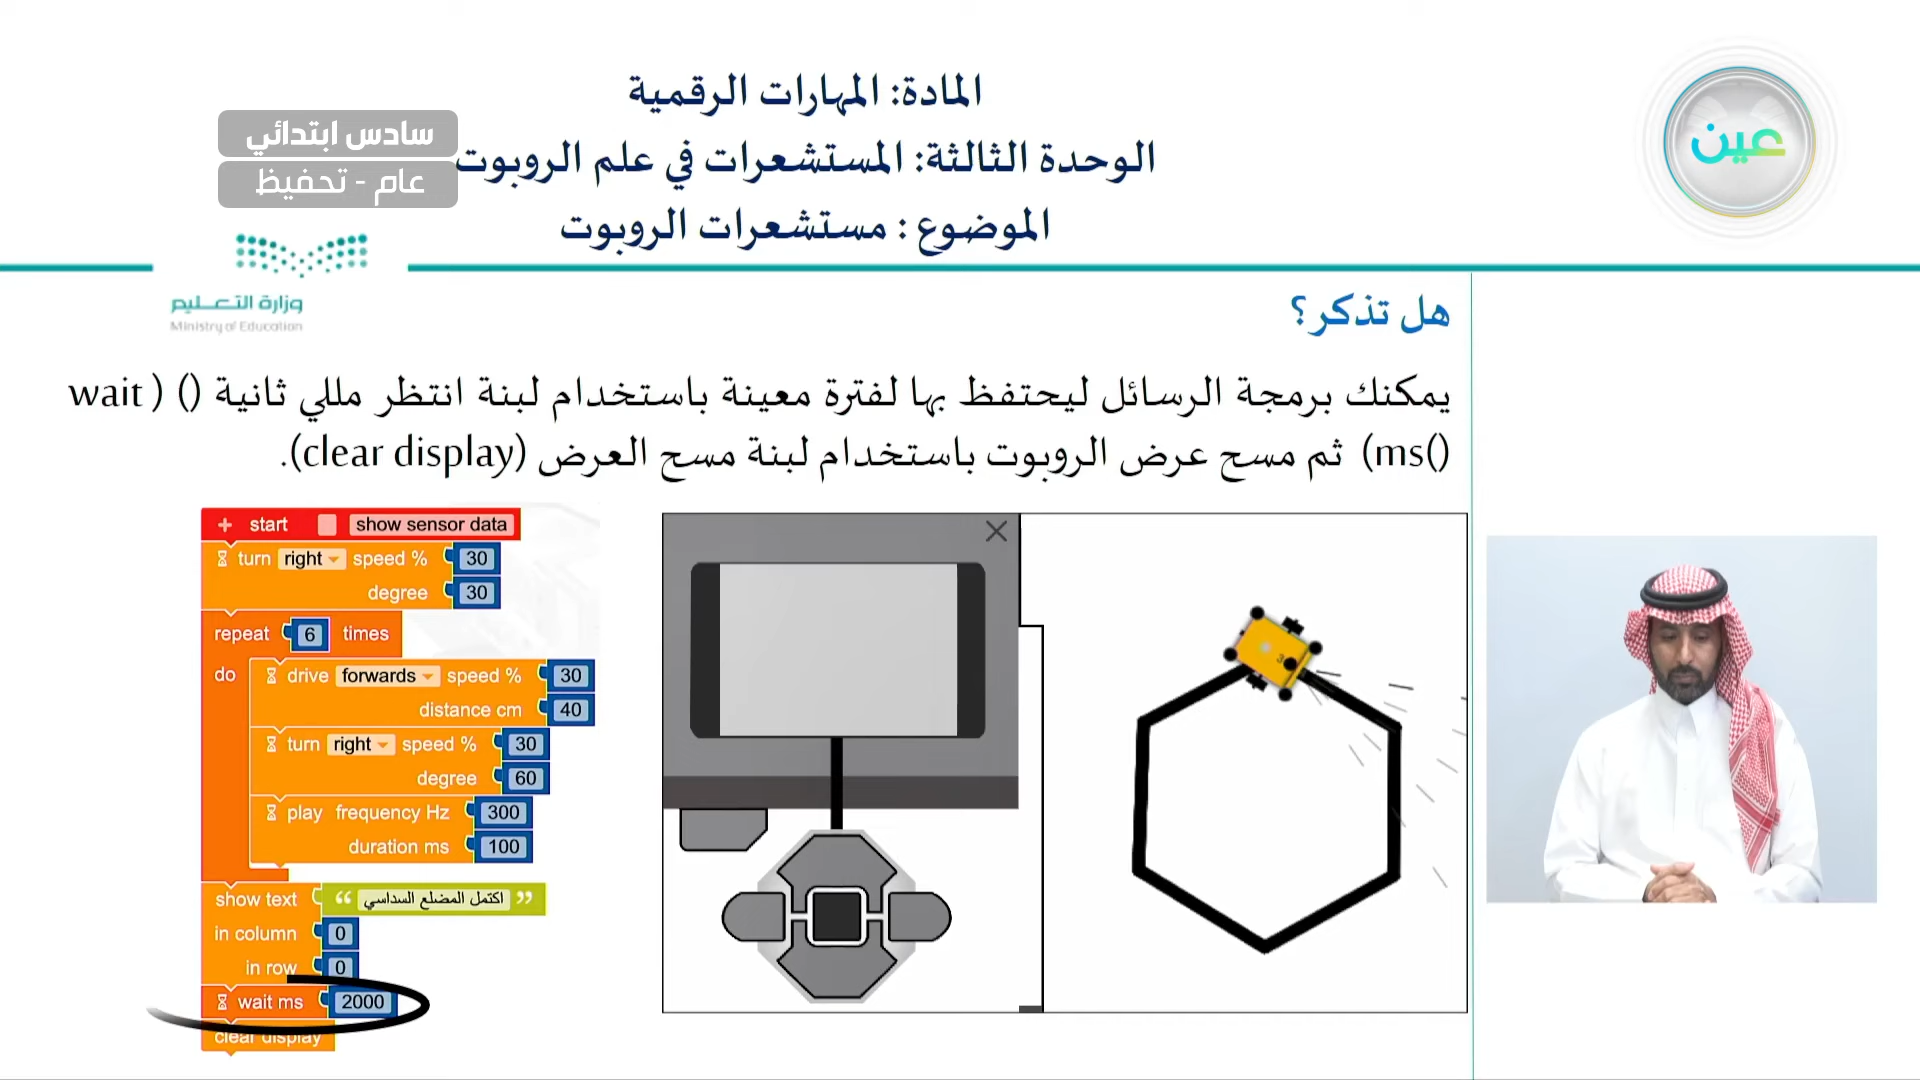 المادة: المهارات الرقمية
الوحدة الثالثة: المستشعرات في علم الروبوت
الموضوع : مستشعرات الروبوت
سادس ابتدائي
عام - تحفيظ
عين
وزارة التعليم
Ministry of Education
هل تذكر؟
يمكنك برمجة الرسائل ليحتفظ بها لفترة معينة باستخدام لبنة انتظر مللي ثانية () ( wait
ms()) ثم مسح عرض الروبوت باستخدام لبنة مسح العرض (clear display).
+ start show sensor data
turn right speed % 30
degree 30
repeat 6 times
do drive forwards speed % 30
distance cm 40
turn right speed % 30
degree 60
play frequency Hz 300
duration ms 100
show text “ اكتمل المضلع السداسي ”
in column 0
in row 0
wait ms 2000
clear display